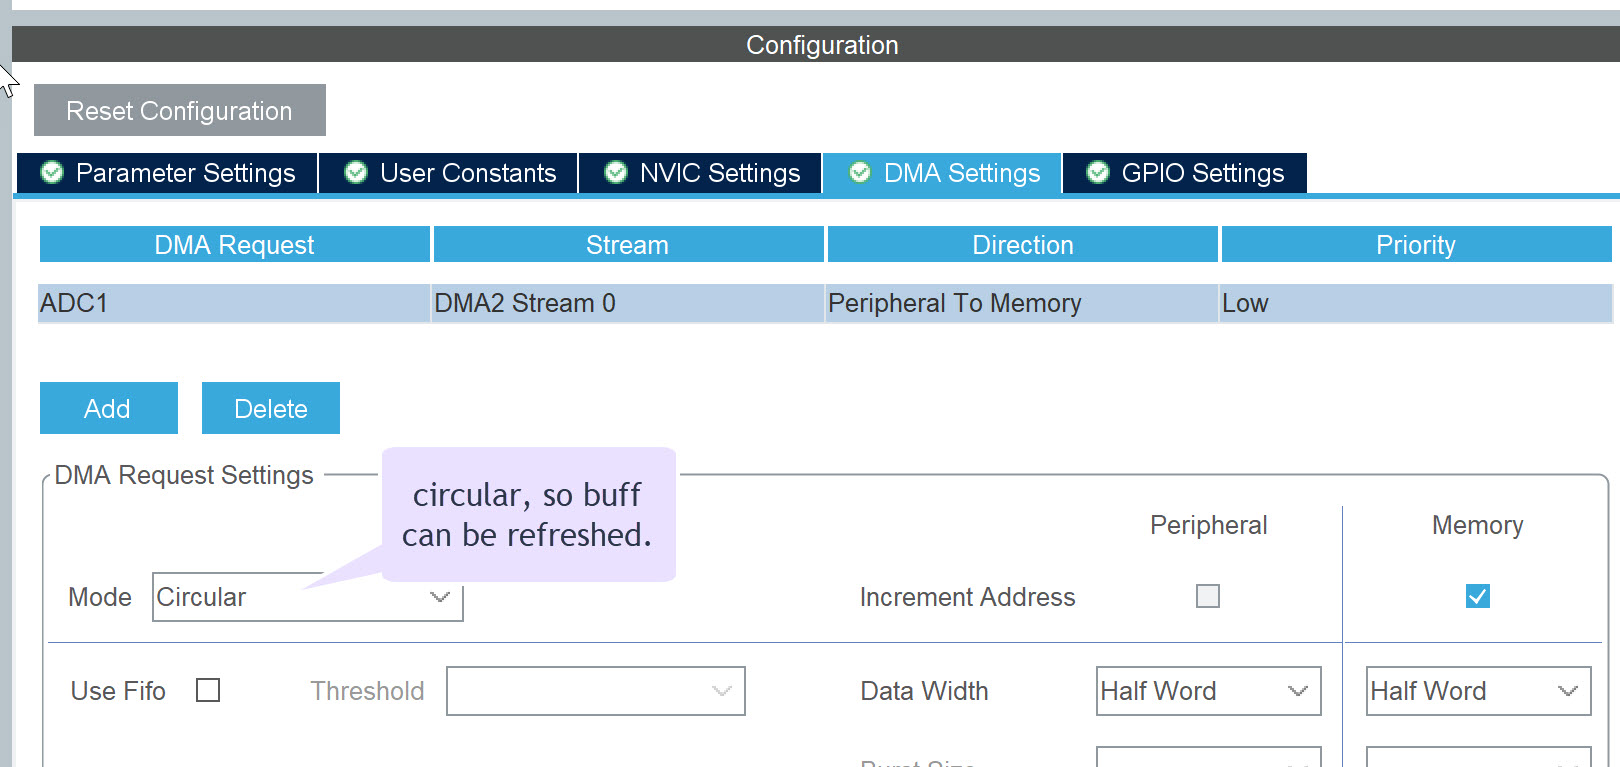 Configuration
Reset Configuration
Parameter Settings User Constants NVIC Settings DMA Settings GPIO Settings
DMA Request Stream Direction Priority
ADC1 DMA2 Stream 0 Peripheral To Memory Low
Add Delete
DMA Request Settings
circular, so buff
can be refreshed.
Peripheral Memory
Mode Circular Increment Address
Use Fifo Threshold Data Width Half Word Half Word